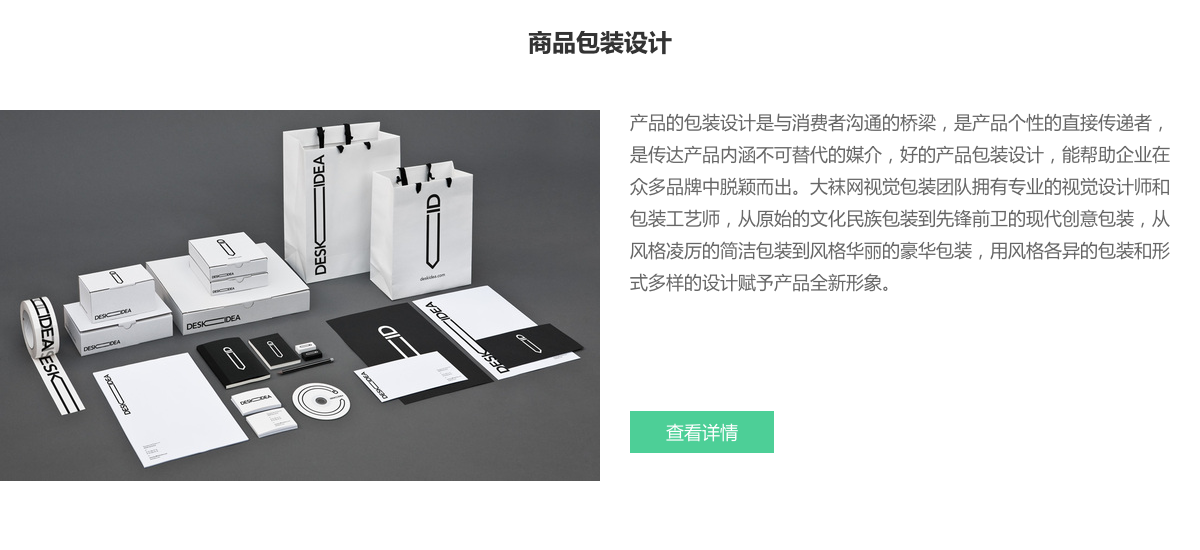 商品包装设计
产品的包装设计是与消费者沟通的桥梁，是产品个性的直接传递者，
是传达产品内涵不可替代的媒介，好的产品包装设计，能帮助企业在
众多品牌中脱颖而出。大袜网视觉包装团队拥有专业的视觉设计师和
包装工艺师，从原始的文化民族包装到先锋前卫的现代创意包装，从
风格凌厉的简洁包装到风格华丽的豪华包装，用风格各异的包装和形
式多样的设计赋予产品全新形象。
查看详情
DESK IDEA
ID
deskidea.com
DESK IDEA
DESK IDEA
DESK IDEA
DESK IDEA
IDEA
DESK
ID
DESK IDEA
DESK IDEA
DESK IDEA